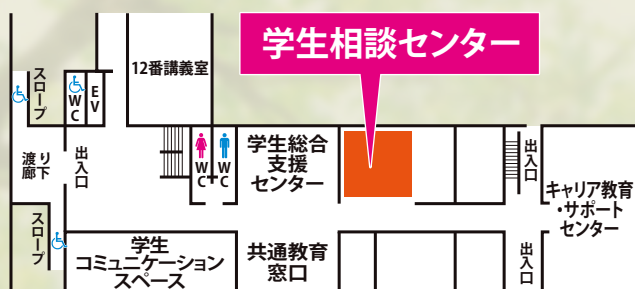 学生相談センター
12番講義室
スロープ
WC
EV
渡り廊下
出入口
WC
WC
学生総合
支援
センター
出入口
キャリア教育
・サポート
センター
スロープ
学生
コミュニケーション
スペース
共通教育
窓口
出入口